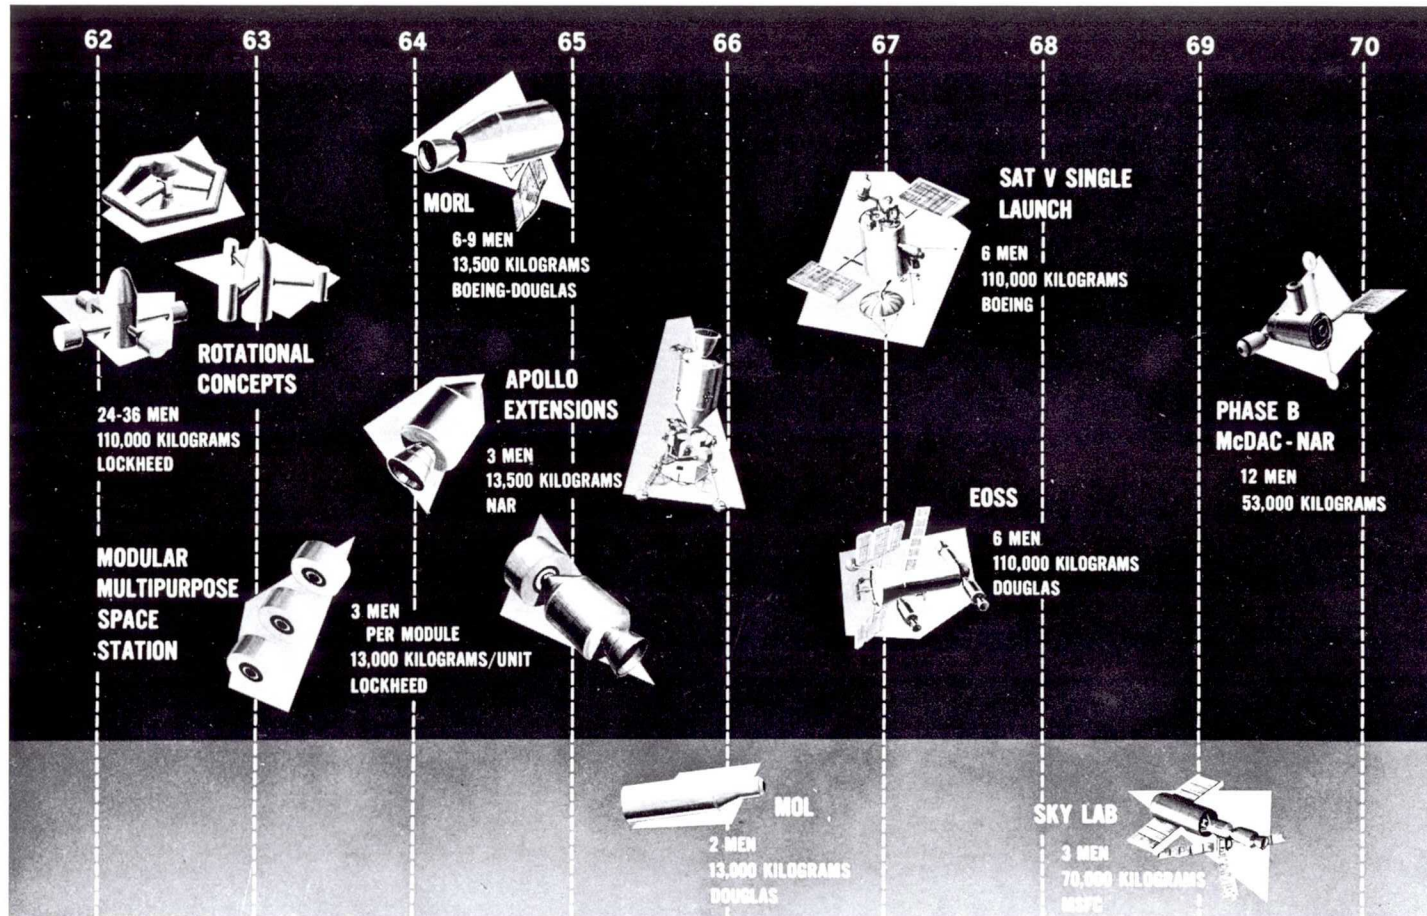 62 63 64 65 66 67 68 69 70
ROTATIONAL
CONCEPTS
24-36 MEN
110,000 KILOGRAMS
LOCKHEED
MODULAR
MULTIPURPOSE
SPACE
STATION
3 MEN
PER MODULE
13,000 KILOGRAMS/UNIT
LOCKHEED
MORL
6-9 MEN
13,500 KILOGRAMS
BOEING-DOUGLAS
APOLLO
EXTENSIONS
3 MEN
13,500 KILOGRAMS
NAR
SAT V SINGLE
LAUNCH
6 MEN
110,000 KILOGRAMS
BOEING
EOSS
6 MEN
110,000 KILOGRAMS
DOUGLAS
PHASE B
McDAC-NAR
12 MEN
53,000 KILOGRAMS
MOL
2 MEN
13,000 KILOGRAMS
DOUGLAS
SKY LAB
3 MEN
70,000 KILOGRAMS
MSFC